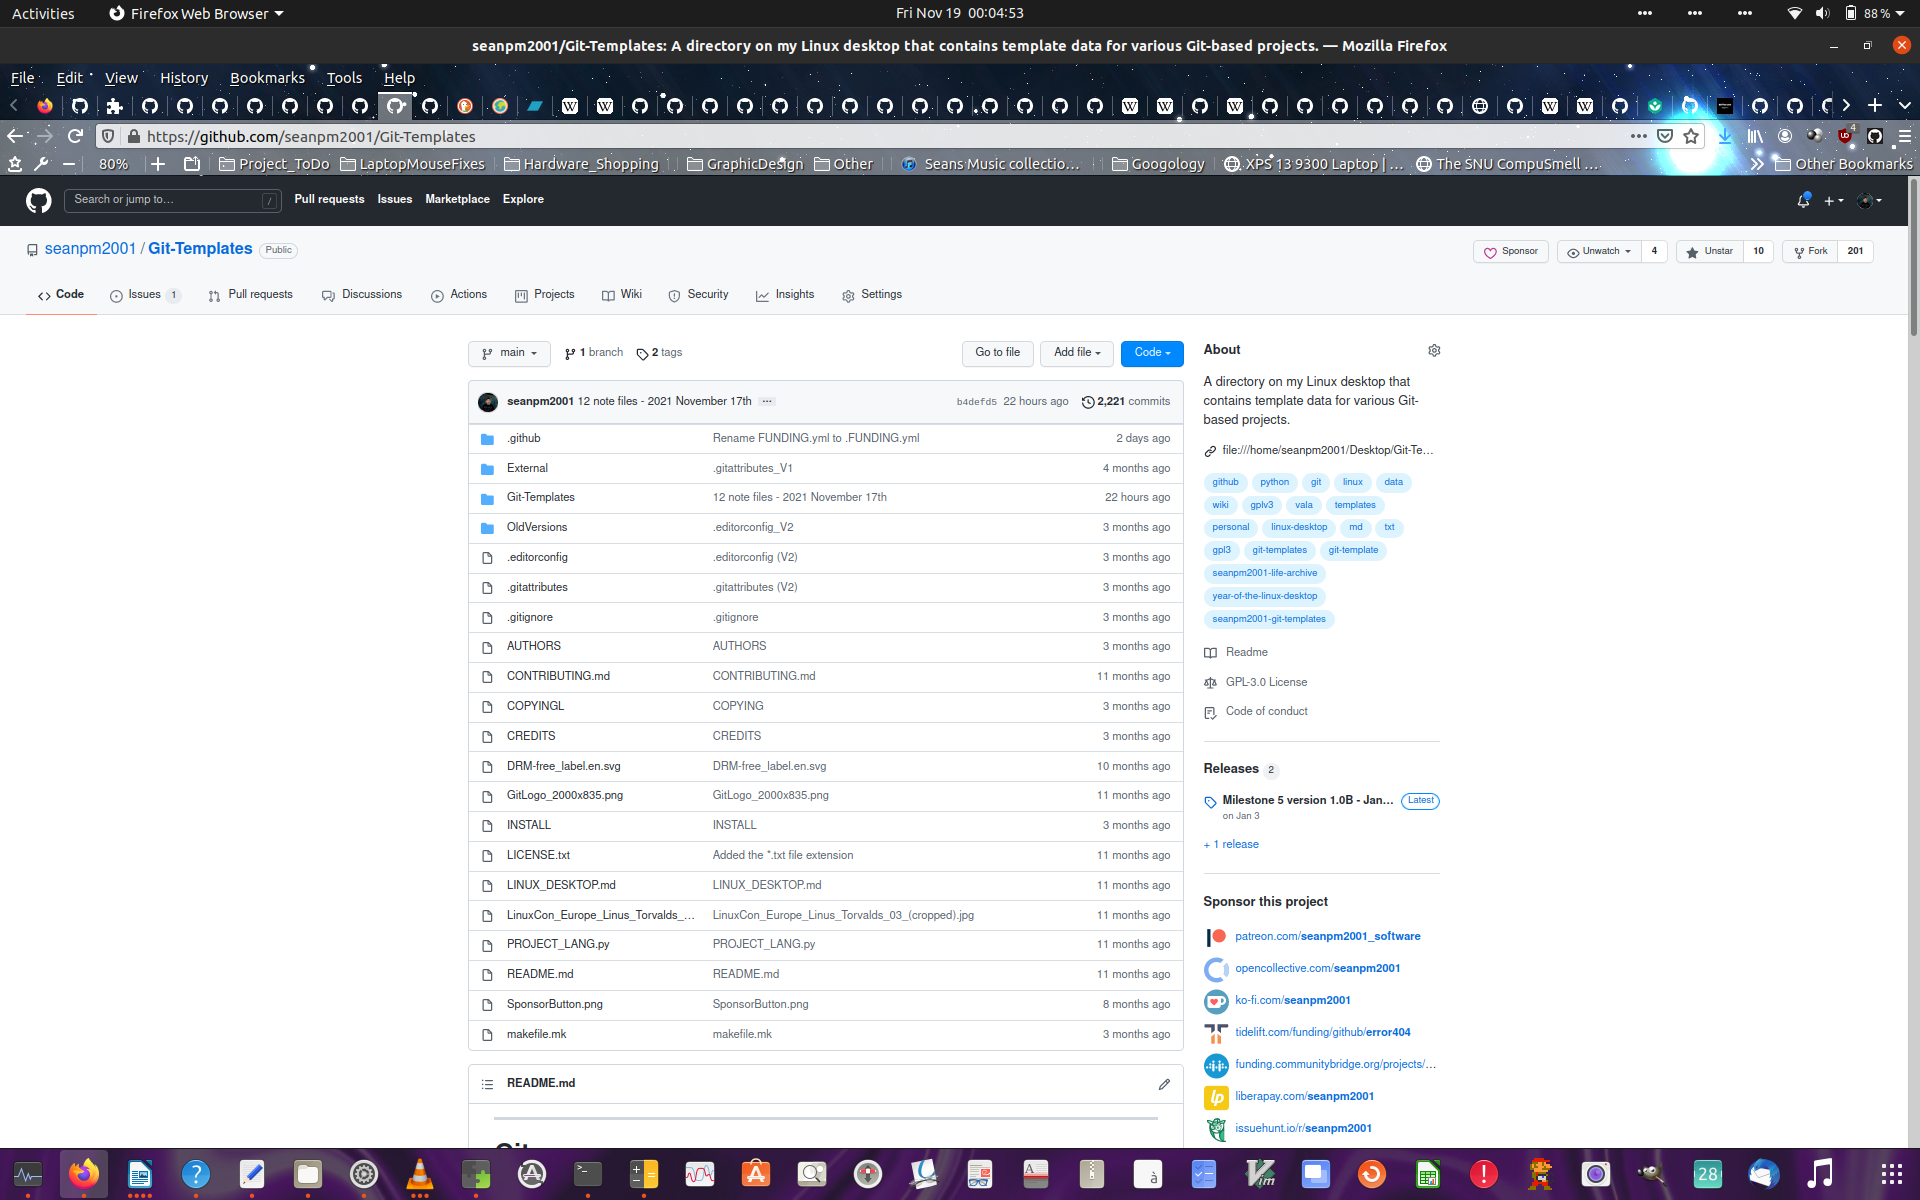 Activities Firefox Web Browser Fri Nov 19 00:04:53 88 %
seanpm2001/Git-Templates: A directory on my Linux desktop that contains template data for various Git-based projects. — Mozilla Firefox
File Edit View History Bookmarks Tools Help
https://github.com/seanpm2001/Git-Templates
80% Project_ToDo LaptopMouseFixes Hardware_Shopping GraphicDesign Other Seans Music collectio… Googology XPS 13 9300 Laptop | … The SNU CompuSmell … Other Bookmarks
Search or jump to… / Pull requests Issues Marketplace Explore
seanpm2001 / Git-Templates Public Sponsor Unwatch 4 Unstar 10 Fork 201
Code Issues 1 Pull requests Discussions Actions Projects Wiki Security Insights Settings
main 1 branch 2 tags Go to file Add file Code
seanpm2001 12 note files - 2021 November 17th … b4defd5 22 hours ago 2,221 commits
.github Rename FUNDING.yml to .FUNDING.yml 2 days ago
External .gitattributes_V1 4 months ago
Git-Templates 12 note files - 2021 November 17th 22 hours ago
OldVersions .editorconfig_V2 3 months ago
.editorconfig .editorconfig (V2) 3 months ago
.gitattributes .gitattributes (V2) 3 months ago
.gitignore .gitignore 3 months ago
AUTHORS AUTHORS 3 months ago
CONTRIBUTING.md CONTRIBUTING.md 11 months ago
COPYINGL COPYING 3 months ago
CREDITS CREDITS 3 months ago
DRM-free_label.en.svg DRM-free_label.en.svg 10 months ago
GitLogo_2000x835.png GitLogo_2000x835.png 11 months ago
INSTALL INSTALL 3 months ago
LICENSE.txt Added the *.txt file extension 11 months ago
LINUX_DESKTOP.md LINUX_DESKTOP.md 11 months ago
LinuxCon_Europe_Linus_Torvalds_… LinuxCon_Europe_Linus_Torvalds_03_(cropped).jpg 11 months ago
PROJECT_LANG.py PROJECT_LANG.py 11 months ago
README.md README.md 11 months ago
SponsorButton.png SponsorButton.png 8 months ago
makefile.mk makefile.mk 3 months ago
README.md
About
A directory on my Linux desktop that
contains template data for various Git-
based projects.
file:///home/seanpm2001/Desktop/Git-Te…
github python git linux data
wiki gplv3 vala templates
personal linux-desktop md txt
gpl3 git-templates git-template
seanpm2001-life-archive
year-of-the-linux-desktop
seanpm2001-git-templates
Readme
GPL-3.0 License
Code of conduct
Releases 2
Milestone 5 version 1.0B - Jan… Latest
on Jan 3
+ 1 release
Sponsor this project
patreon.com/seanpm2001_software
opencollective.com/seanpm2001
ko-fi.com/seanpm2001
tidelift.com/funding/github/error404
funding.communitybridge.org/projects/…
liberapay.com/seanpm2001
issuehunt.io/r/seanpm2001
28